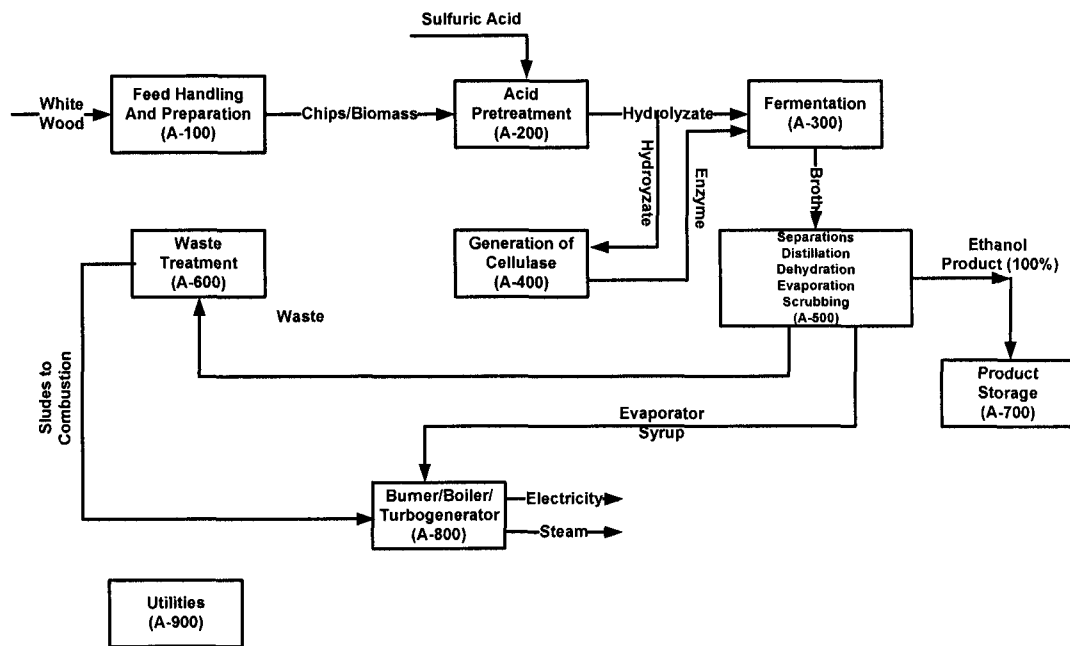 Sulfuric Acid
White
Wood
Feed Handling
And Preparation
(A-100)
Chips/Biomass
Acid
Pretreatment
(A-200)
Hydrolyzate
Fermentation
(A-300)
Hydroyzate
Enzyme
Broth
Waste
Treatment
(A-600)
Generation of
Cellulase
(A-400)
Separations
Distillation
Dehydration
Evaporation
Scrubbing
(A-500)
Ethanol
Product (100%)
Waste
Product
Storage
(A-700)
Sludes to
Combustion
Evaporator
Syrup
Burner/Boiler/
Turbogenerator
(A-800)
Electricity
Steam
Utilities
(A-900)